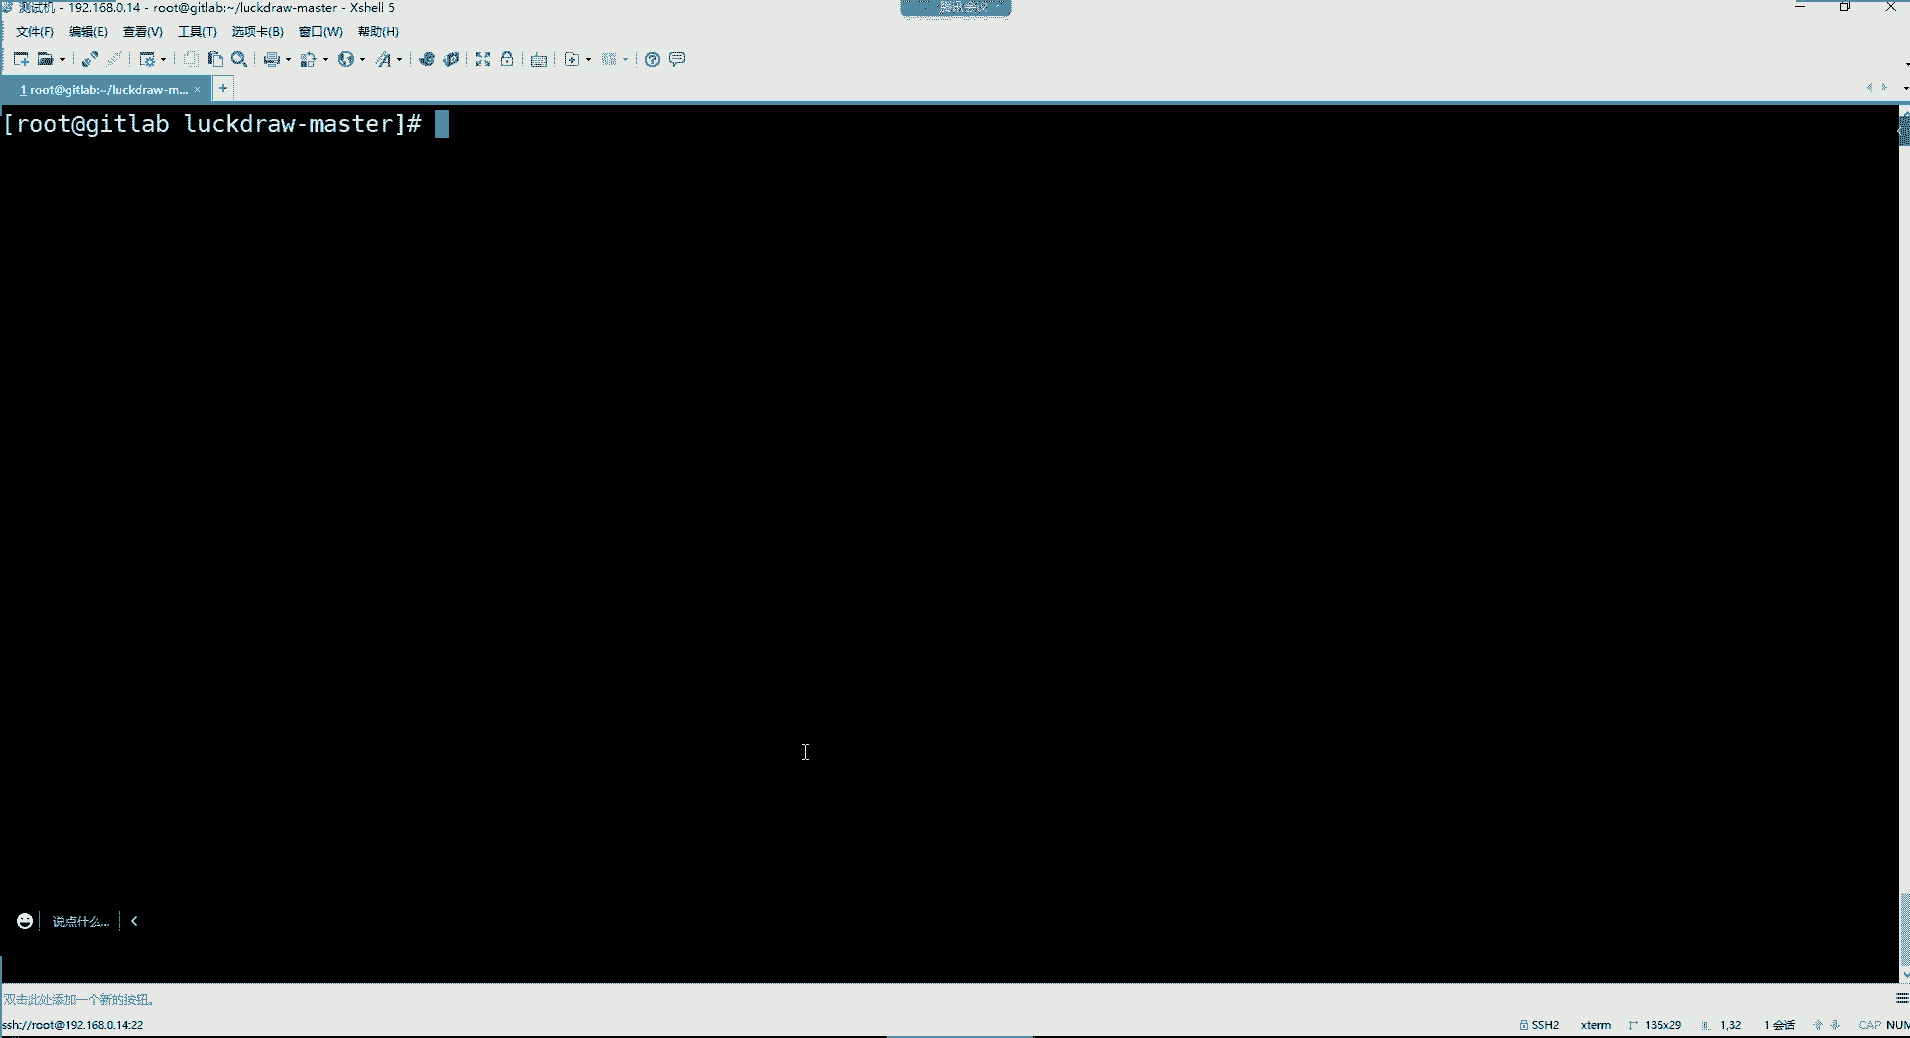 测试机 - 192.168.0.14 - root@gitlab:~/luckdraw-master - Xshell 5
腾讯会议
文件(F) 编辑(E) 查看(V) 工具(T) 选项卡(B) 窗口(W) 帮助(H)
1 root@gitlab:~/luckdraw-m... × +
[root@gitlab luckdraw-master]#
说点什么...
双击此处添加一个新的按钮。
ssh://root@192.168.0.14:22 SSH2 xterm 135x29 1,32 1 会话 CAP NUM